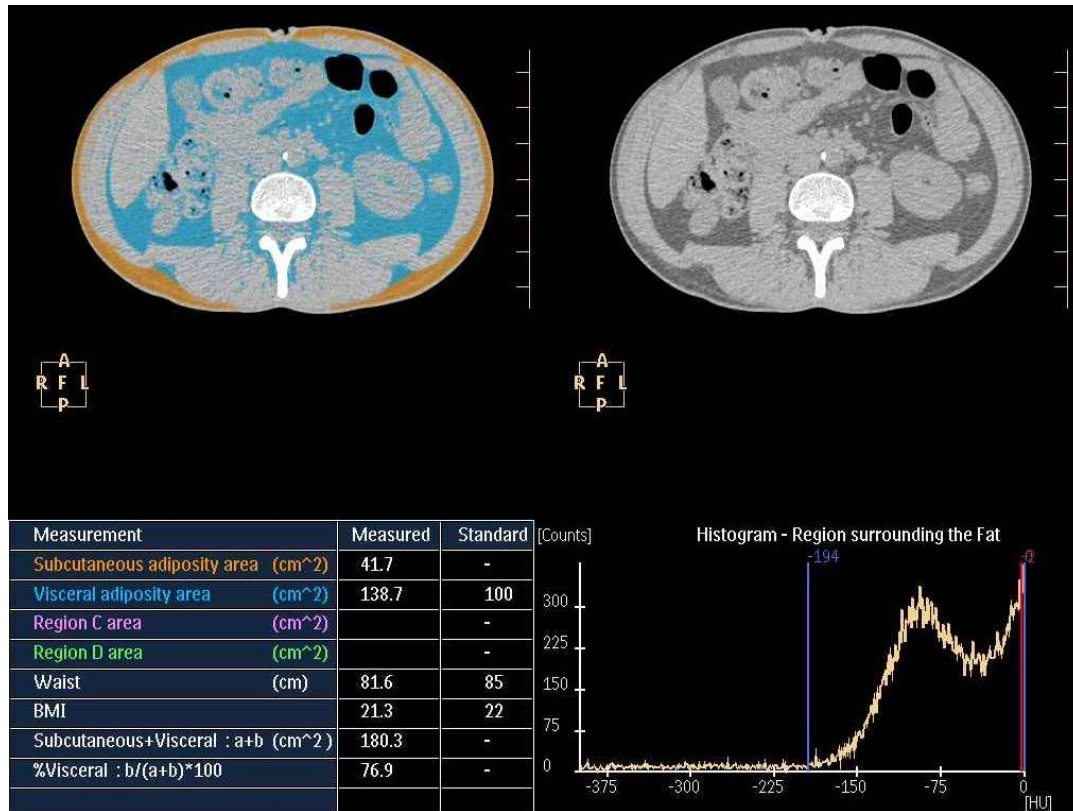 A
R F L
P
A
R F L
P
Measurement Measured Standard
Subcutaneous adiposity area (cm^2) 41.7 -
Visceral adiposity area (cm^2) 138.7 100
Region C area (cm^2) -
Region D area (cm^2) -
Waist (cm) 81.6 85
BMI 21.3 22
Subcutaneous+Visceral : a+b (cm^2 ) 180.3 -
%Visceral : b/(a+b)*100 76.9 -
[Counts] Histogram - Region surrounding the Fat
-194
300
225
150
75
0
-375 -300 -225 -150 -75 0
[HU]